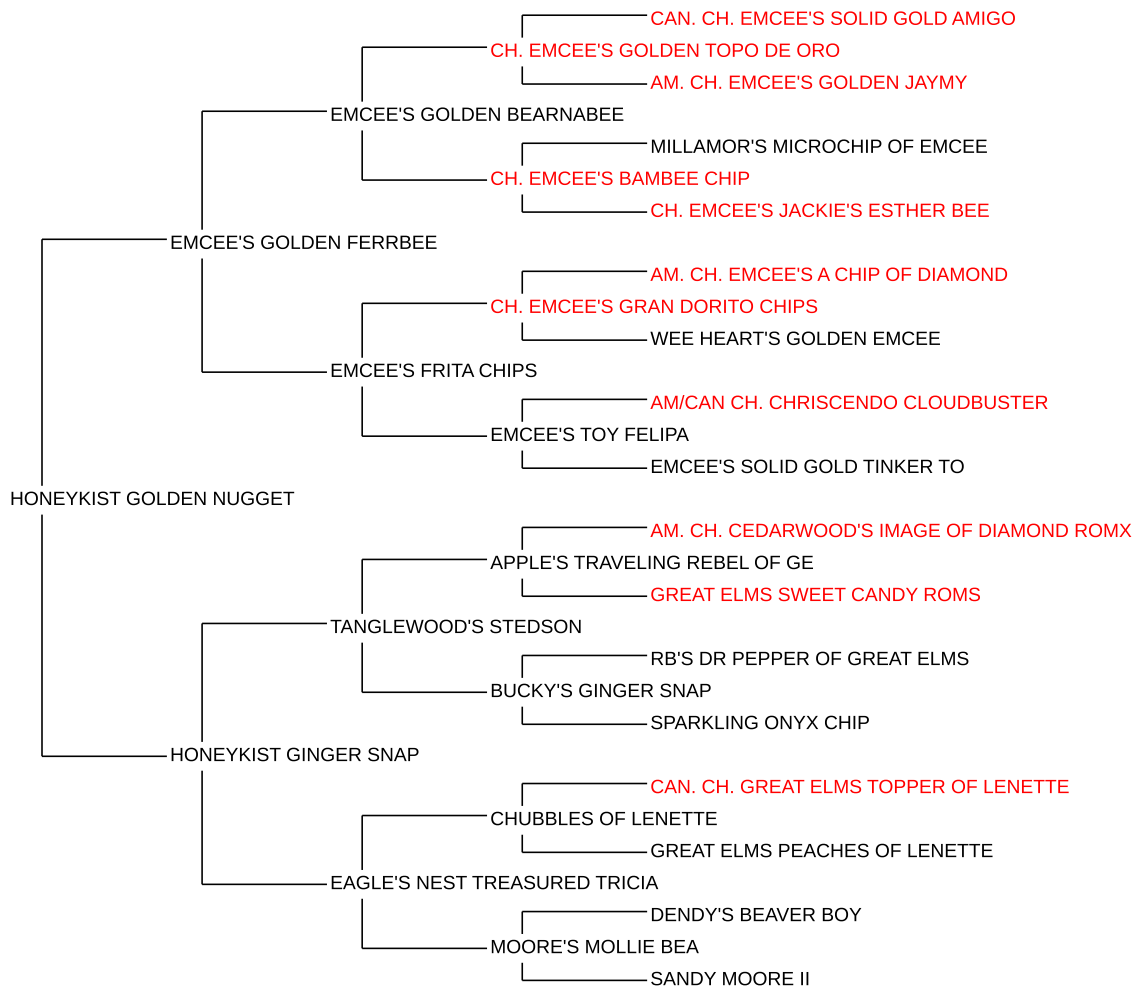 CAN. CH. EMCEE'S SOLID GOLD AMIGO
CH. EMCEE'S GOLDEN TOPO DE ORO
AM. CH. EMCEE'S GOLDEN JAYMY
EMCEE'S GOLDEN BEARNABEE
MILLAMOR'S MICROCHIP OF EMCEE
CH. EMCEE'S BAMBEE CHIP
CH. EMCEE'S JACKIE'S ESTHER BEE
EMCEE'S GOLDEN FERRBEE
AM. CH. EMCEE'S A CHIP OF DIAMOND
CH. EMCEE'S GRAN DORITO CHIPS
WEE HEART'S GOLDEN EMCEE
EMCEE'S FRITA CHIPS
AM/CAN CH. CHRISCENDO CLOUDBUSTER
EMCEE'S TOY FELIPA
EMCEE'S SOLID GOLD TINKER TO
HONEYKIST GOLDEN NUGGET
AM. CH. CEDARWOOD'S IMAGE OF DIAMOND ROMX
APPLE'S TRAVELING REBEL OF GE
GREAT ELMS SWEET CANDY ROMS
TANGLEWOOD'S STEDSON
RB'S DR PEPPER OF GREAT ELMS
BUCKY'S GINGER SNAP
SPARKLING ONYX CHIP
HONEYKIST GINGER SNAP
CAN. CH. GREAT ELMS TOPPER OF LENETTE
CHUBBLES OF LENETTE
GREAT ELMS PEACHES OF LENETTE
EAGLE'S NEST TREASURED TRICIA
DENDY'S BEAVER BOY
MOORE'S MOLLIE BEA
SANDY MOORE II